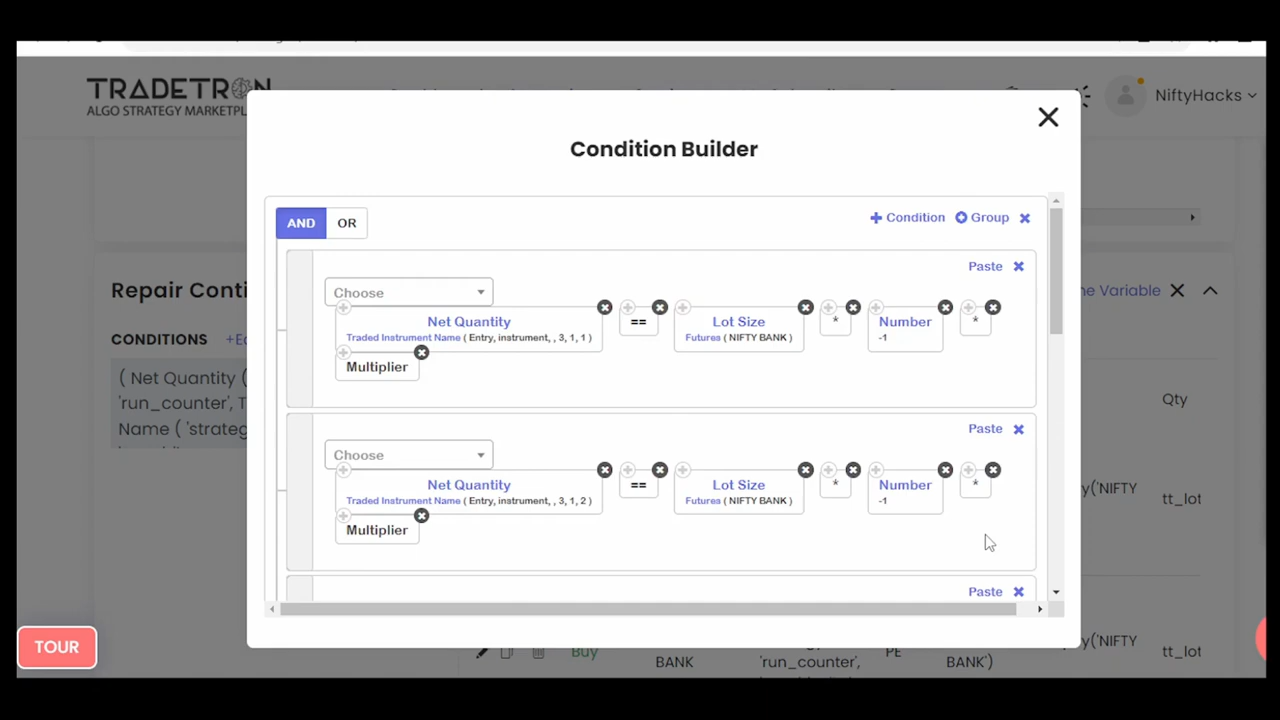 TRADETRON
ALGO STRATEGY MARKETPL
NiftyHacks
Condition Builder
AND OR
Condition Group
Paste
Choose
Net Quantity == Lot Size * Number *
Traded Instrument Name ( Entry, instrument, , 3, 1, 1 ) Futures ( NIFTY BANK ) -1
Multiplier
Paste
Choose
Net Quantity == Lot Size * Number *
Traded Instrument Name ( Entry, instrument, , 3, 1, 2 ) Futures ( NIFTY BANK ) -1
Multiplier
Paste
Repair Conti
ne Variable
CONDITIONS
( Net Quantity (
'run_counter', T
Name ( 'strateg
Qty
y('NIFTY
tt_lot
y('NIFTY
tt_lot
TOUR
Buy
BANK
'run_counter',
PE
BANK')